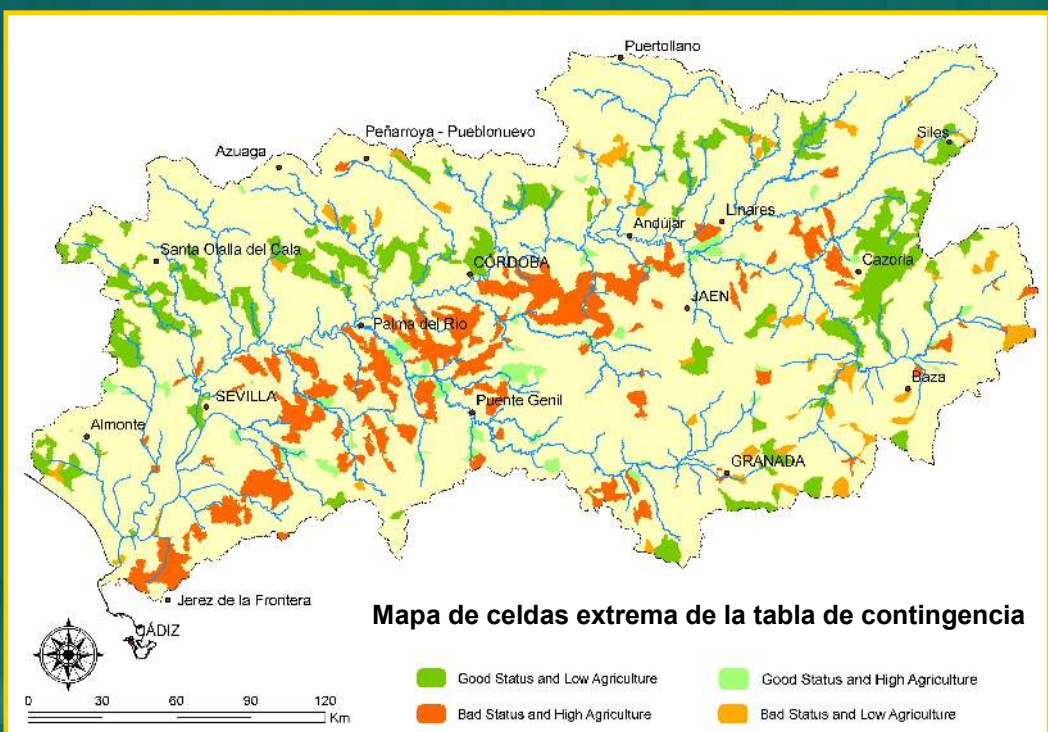 Puertollano
Peñarroya - Pueblonuevo
Azuaga
Siles
Linares
Andújar
Santa Olalla del Cala
CÓRDOBA
Cazorla
JAEN
Palma del Río
Baza
SEVILLA
Puente Genil
Almonte
GRANADA
Jerez de la Frontera
CÁDIZ
Mapa de celdas extrema de la tabla de contingencia
Good Status and Low Agriculture
Good Status and High Agriculture
Bad Status and High Agriculture
Bad Status and Low Agriculture
0 30 60 90 120
Km